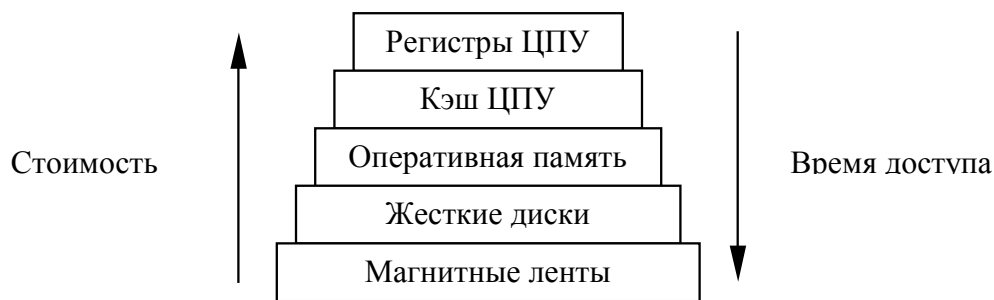 Регистры ЦПУ
Кэш ЦПУ
Оперативная память
Стоимость
Время доступа
Жесткие диски
Магнитные ленты